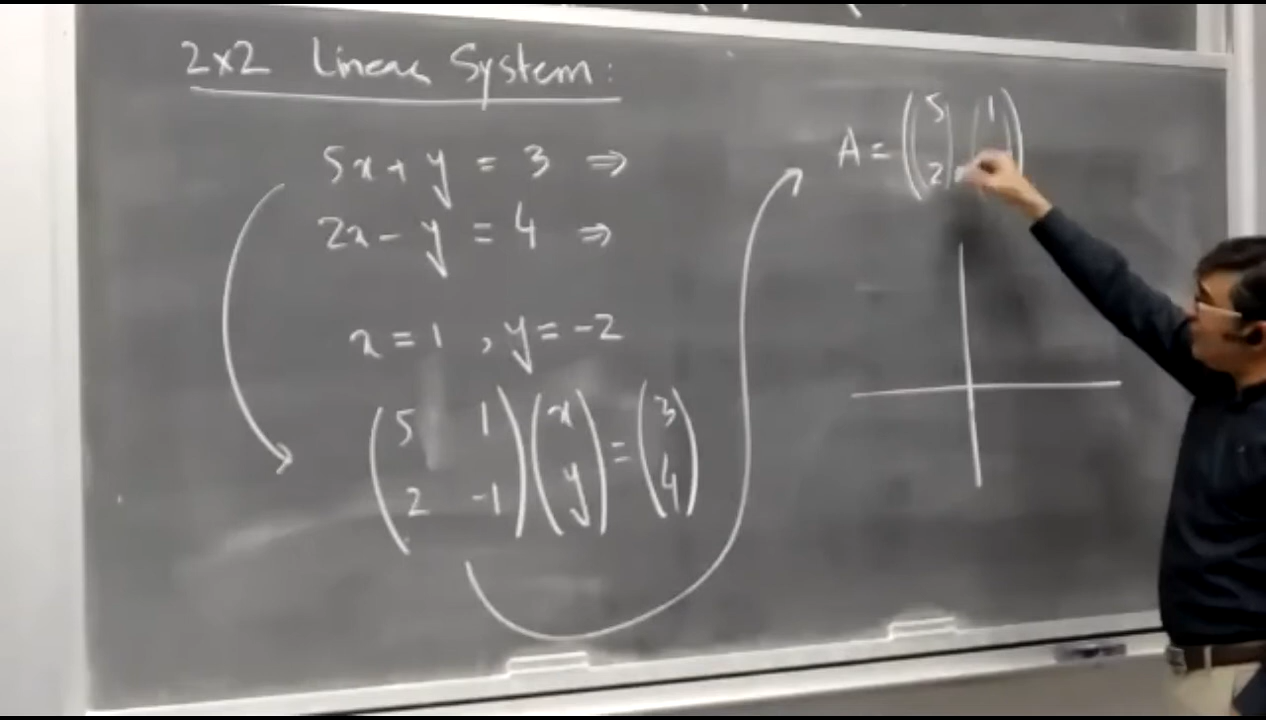 2x2 Linear System:
5x + y = 3 ⇒
2x - y = 4 ⇒
x = 1 , y = -2
(5 1) (x) = (3)
(2 -1) (y) (4)
A = (5 1)
(2